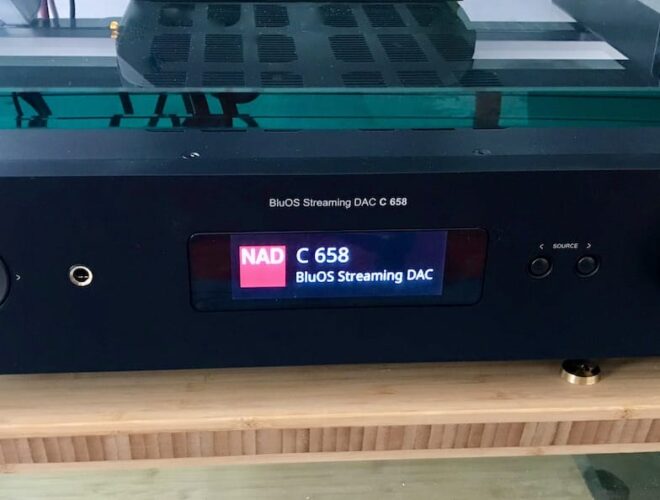 BluOS Streaming DAC C 658
NAD
C 658
BluOS Streaming DAC
< SOURCE >
>